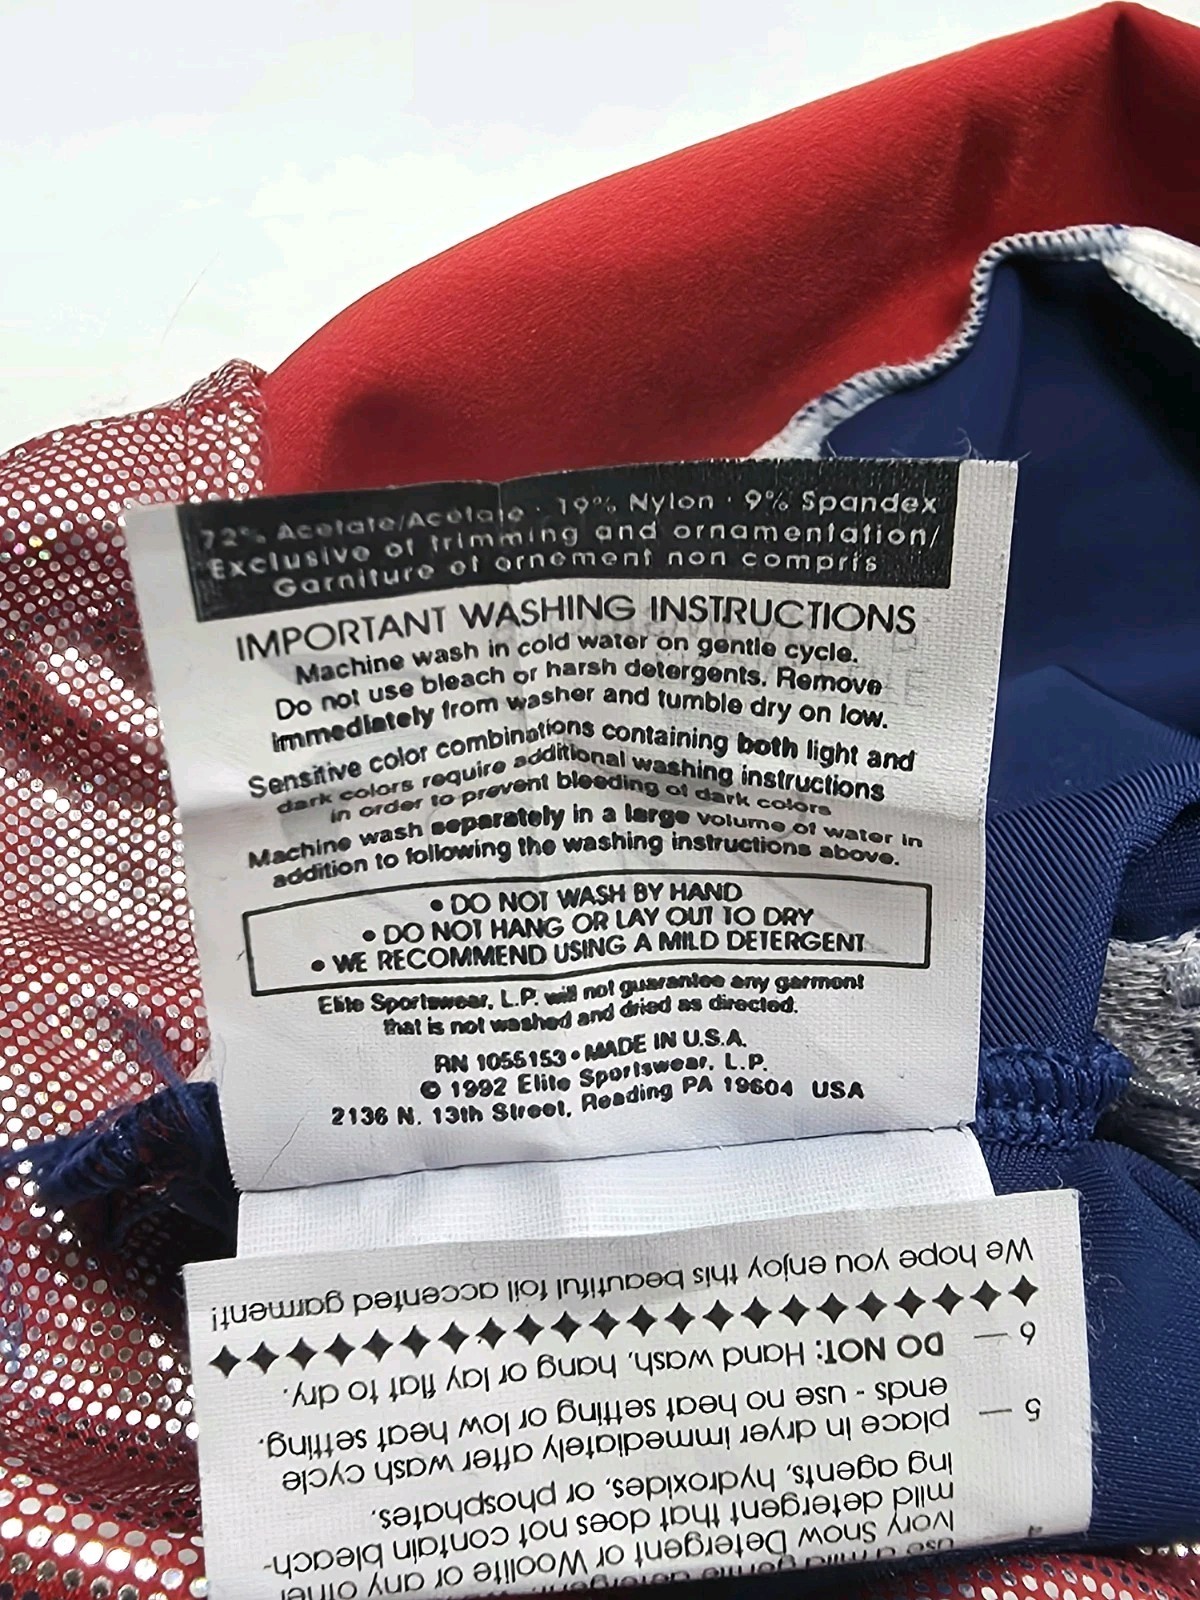 72% Acetate/Acétate · 19% Nylon · 9% Spandex
Exclusive of trimming and ornamentation/
Garniture et ornement non compris
IMPORTANT WASHING INSTRUCTIONS
Machine wash in cold water on gentle cycle.
Do not use bleach or harsh detergents. Remove
immediately from washer and tumble dry on low.
Sensitive color combinations containing both light and
dark colors require additional washing instructions
in order to prevent bleeding of dark colors
Machine wash separately in a large volume of water in
addition to following the washing instructions above.
• DO NOT WASH BY HAND
• DO NOT HANG OR LAY OUT TO DRY
• WE RECOMMEND USING A MILD DETERGENT
Elite Sportswear, L.P. will not guarantee any garment
that is not washed and dried as directed.
RN 1055153 • MADE IN U.S.A.
© 1992 Elite Sportswear, L.P.
2136 N. 13th Street, Reading PA 19604 USA
Ivory Snow Detergent or Woolite or any other
mild detergent that does not contain bleach-
ing agents, hydroxides, or phosphates.
5 — place in dryer immediately after wash cycle
ends - use no heat setting or low heat setting.
6 — DO NOT: Hand wash, hang or lay flat to dry.
We hope you enjoy this beautiful foil accented garment!